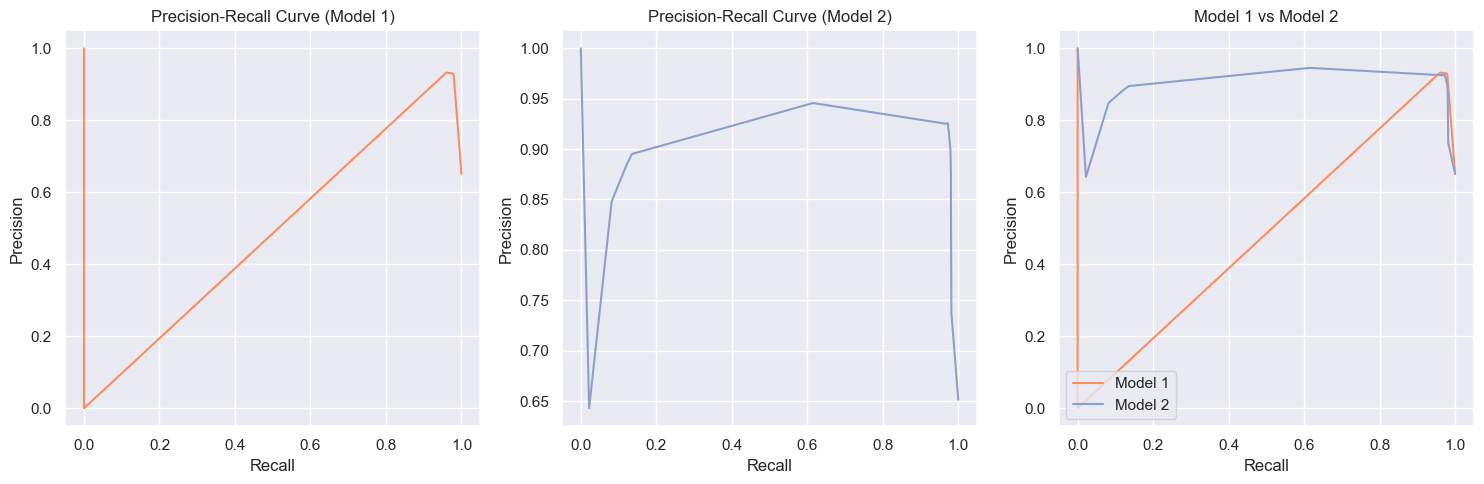 Precision-Recall Curve (Model 1)
Precision
1.0
0.8
0.6
0.4
0.2
0.0
0.0 0.2 0.4 0.6 0.8 1.0
Recall
Precision-Recall Curve (Model 2)
Precision
1.00
0.95
0.90
0.85
0.80
0.75
0.70
0.65
0.0 0.2 0.4 0.6 0.8 1.0
Recall
Model 1 vs Model 2
Precision
1.0
0.8
0.6
0.4
0.2
0.0
Model 1
Model 2
0.0 0.2 0.4 0.6 0.8 1.0
Recall